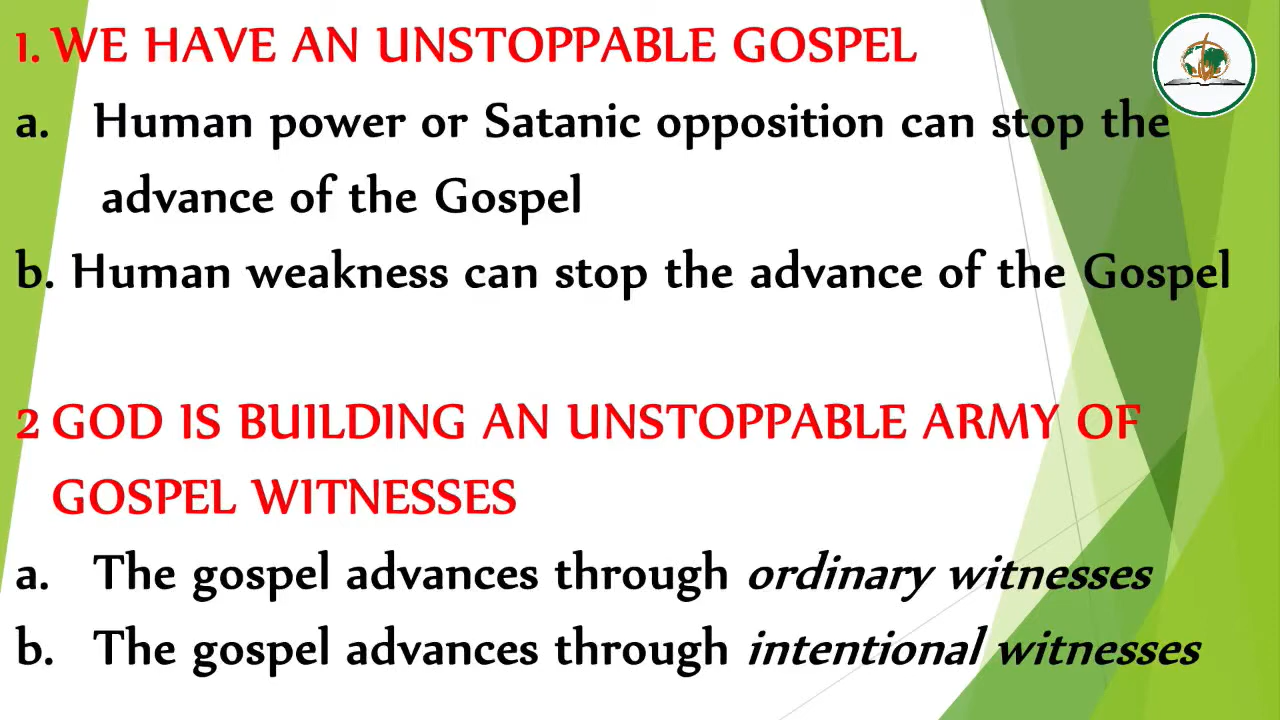 1. WE HAVE AN UNSTOPPABLE GOSPEL
a. Human power or Satanic opposition can stop the
advance of the Gospel
b. Human weakness can stop the advance of the Gospel
2 GOD IS BUILDING AN UNSTOPPABLE ARMY OF
GOSPEL WITNESSES
a. The gospel advances through ordinary witnesses
b. The gospel advances through intentional witnesses